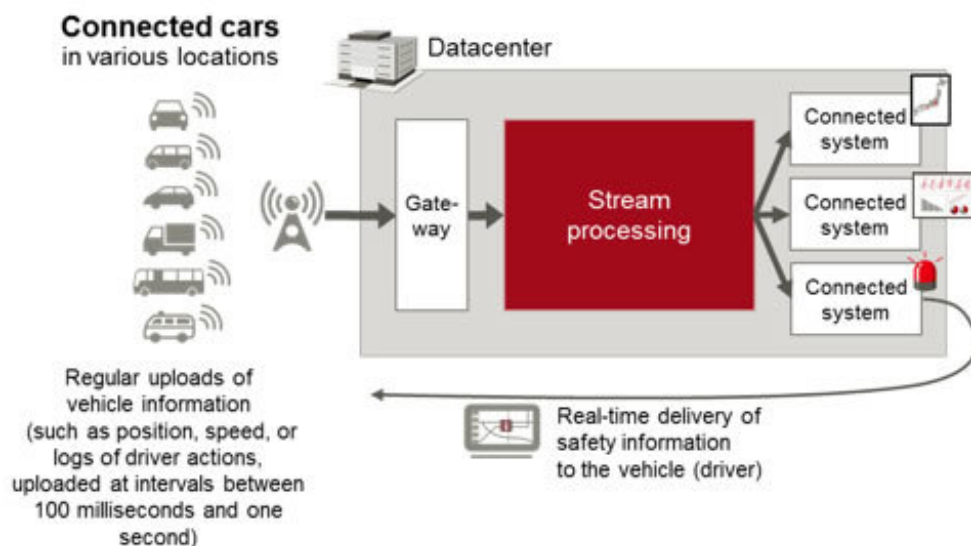 Connected cars
in various locations
Datacenter
Gate-
way
Stream
processing
Connected
system
Connected
system
Connected
system
Regular uploads of
vehicle information
(such as position, speed, or
logs of driver actions,
uploaded at intervals between
100 milliseconds and one
second)
Real-time delivery of
safety information
to the vehicle (driver)